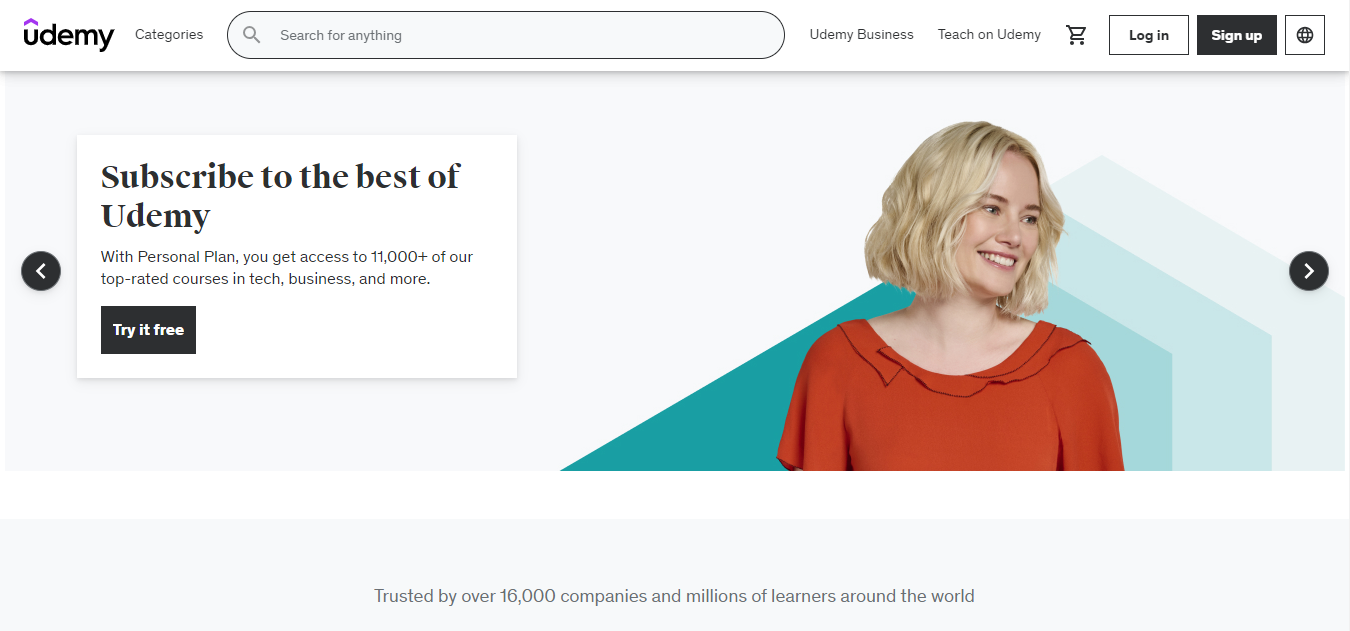 udemy
Categories
Search for anything
Udemy Business
Teach on Udemy
Log in
Sign up
Subscribe to the best of
Udemy
With Personal Plan, you get access to 11,000+ of our
top-rated courses in tech, business, and more.
Try it free
Trusted by over 16,000 companies and millions of learners around the world